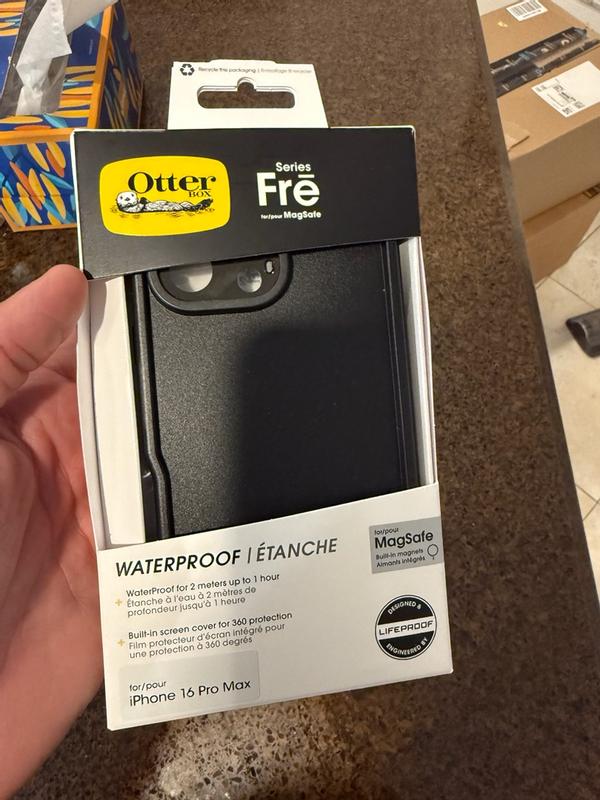 Recycle this packaging | Emballage à recycler
Otter
BOX
Series
Frē
for/pour MagSafe
WATERPROOF | ÉTANCHE
for/pour
MagSafe
Built-in magnets
Aimants intégrés
+ WaterProof for 2 meters up to 1 hour
Étanche à l'eau à 2 mètres de
profondeur jusqu'à 1 heure
+ Built-in screen cover for 360 protection
Film protecteur d'écran intégré pour
une protection à 360 degrés
DESIGNED &
LIFEPROOF
ENGINEERED BY
for/pour
iPhone 16 Pro Max